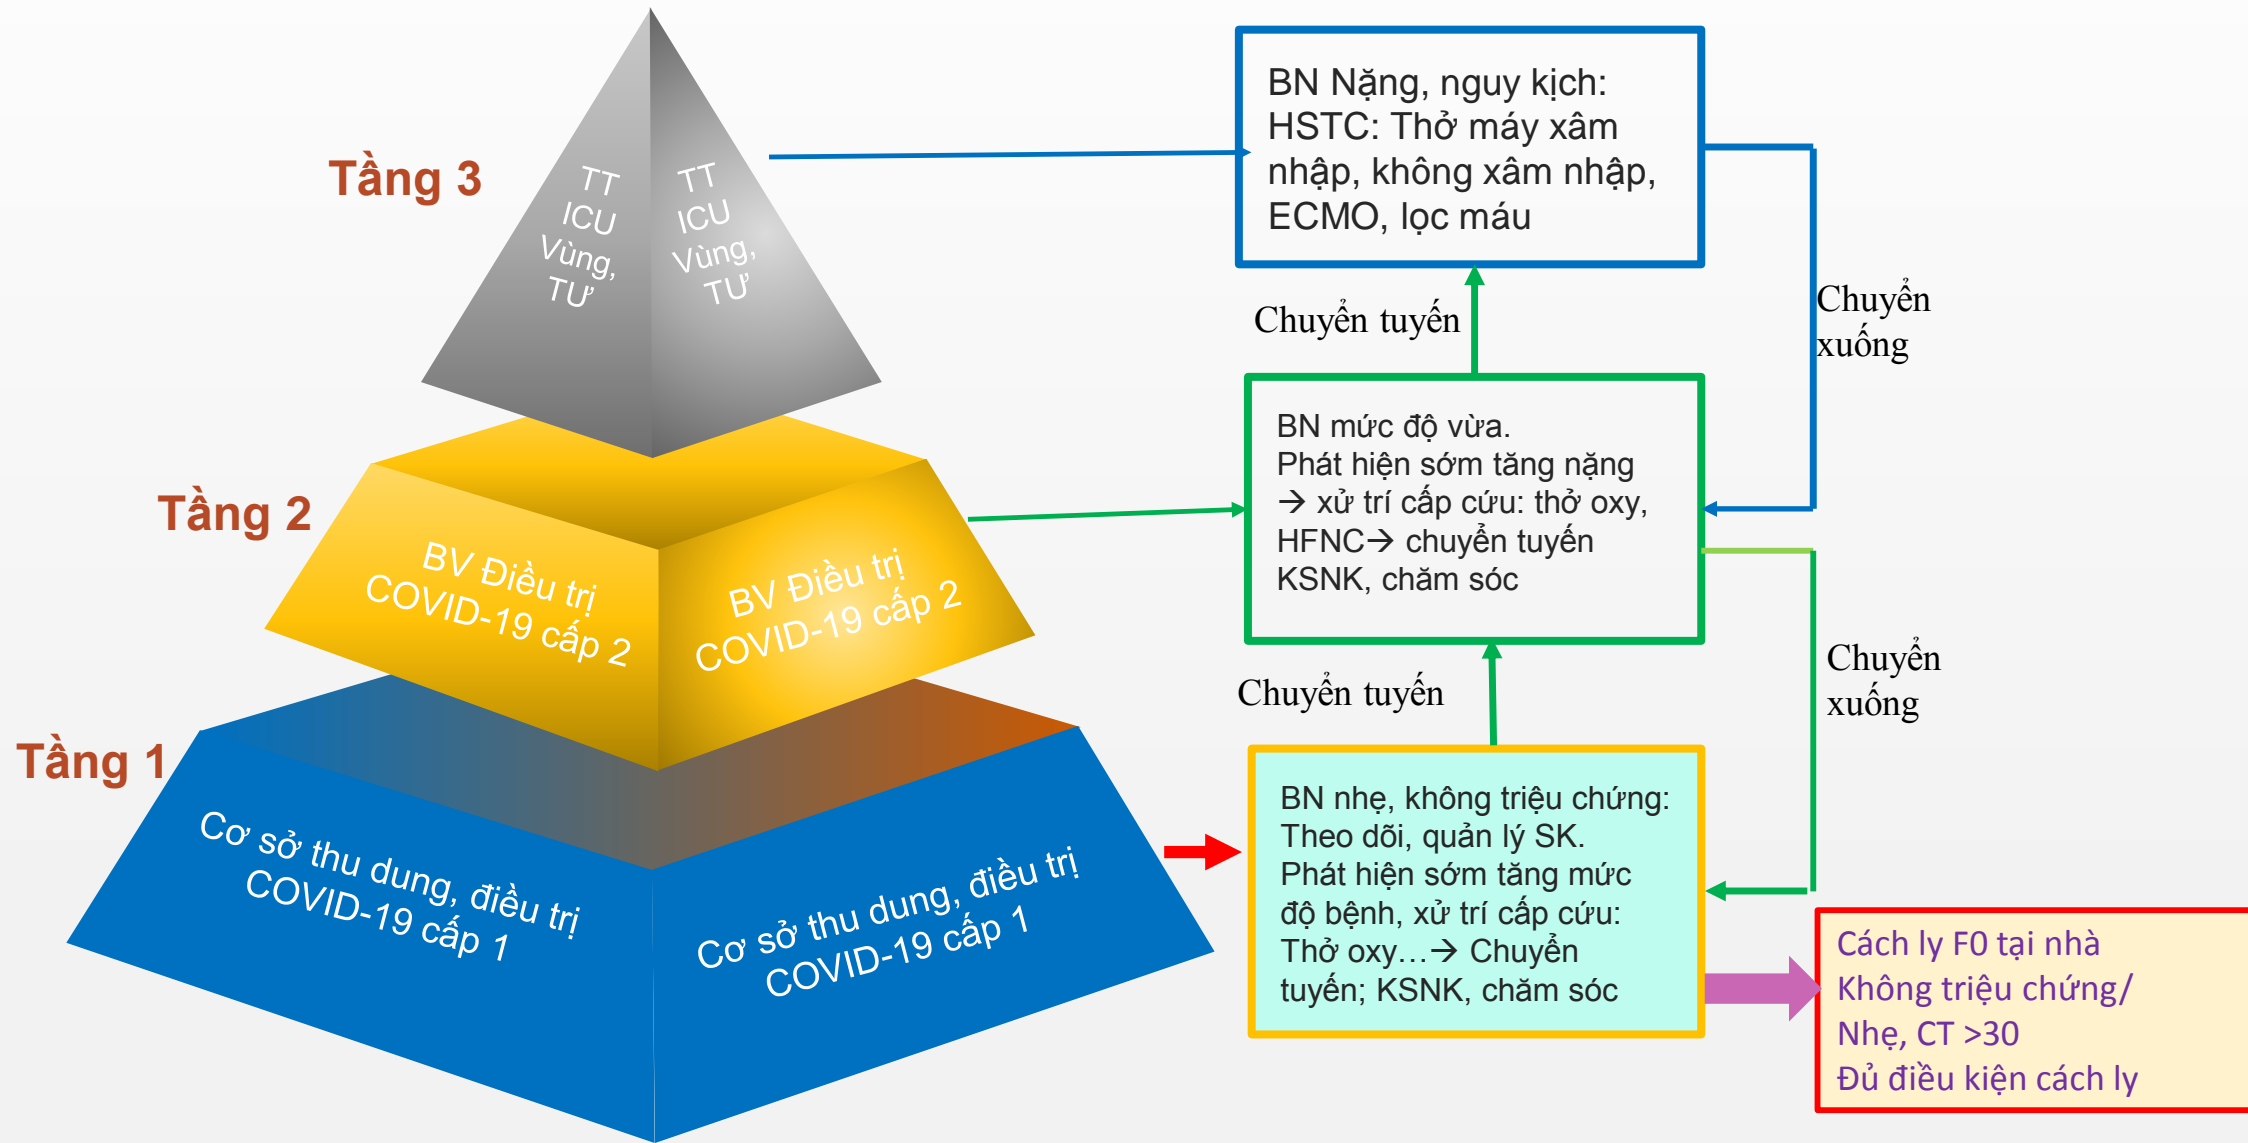 Tầng 3
TT
ICU
Vùng,
TƯ
TT
ICU
Vùng,
TƯ
BN Nặng, nguy kịch:
HSTC: Thở máy xâm
nhập, không xâm nhập,
ECMO, lọc máu
Chuyển tuyến
Chuyển
xuống
Tầng 2
BV Điều trị
COVID-19 cấp 2
BV Điều trị
COVID-19 cấp 2
BN mức độ vừa.
Phát hiện sớm tăng nặng
→ xử trí cấp cứu: thở oxy,
HFNC→ chuyển tuyến
KSNK, chăm sóc
Chuyển tuyến
Chuyển
xuống
Tầng 1
Cơ sở thu dung, điều trị
COVID-19 cấp 1
Cơ sở thu dung, điều trị
COVID-19 cấp 1
BN nhẹ, không triệu chứng:
Theo dõi, quản lý SK.
Phát hiện sớm tăng mức
độ bệnh, xử trí cấp cứu:
Thở oxy…→ Chuyển
tuyến; KSNK, chăm sóc
Cách ly F0 tại nhà
Không triệu chứng/
Nhẹ, CT >30
Đủ điều kiện cách ly